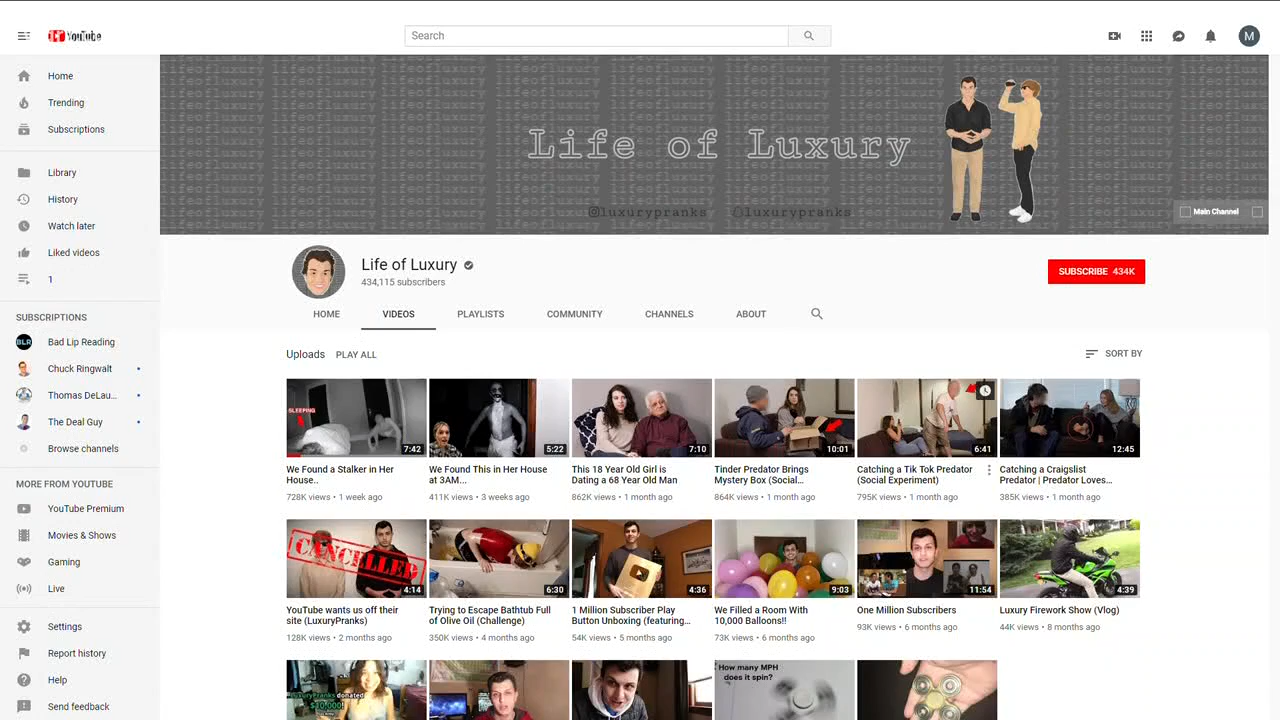 YouTube
Search
M
Home
Trending
Subscriptions
Library
History
Watch later
Liked videos
1
SUBSCRIPTIONS
BLR
Bad Lip Reading
Chuck Ringwalt
Thomas DeLau...
The Deal Guy
Browse channels
MORE FROM YOUTUBE
YouTube Premium
Movies & Shows
Gaming
Live
Settings
Report history
Help
Send feedback
Life of Luxury
luxurypranks luxurypranks
Main Channel
Life of Luxury
434,115 subscribers
SUBSCRIBE 434K
HOME VIDEOS PLAYLISTS COMMUNITY CHANNELS ABOUT
Uploads PLAY ALL
SORT BY
SLEEPING
7:42
We Found a Stalker in Her
House..
728K views • 1 week ago
5:22
We Found This in Her House
at 3AM...
411K views • 3 weeks ago
7:10
This 18 Year Old Girl is
Dating a 68 Year Old Man
862K views • 1 month ago
10:01
Tinder Predator Brings
Mystery Box (Social...
864K views • 1 month ago
6:41
Catching a Tik Tok Predator
(Social Experiment)
795K views • 1 month ago
12:45
Catching a Craigslist
Predator | Predator Loves...
385K views • 1 month ago
CANCELLED
4:14
YouTube wants us off their
site (LuxuryPranks)
128K views • 2 months ago
6:30
Trying to Escape Bathtub Full
of Olive Oil (Challenge)
350K views • 4 months ago
4:36
1 Million Subscriber Play
Button Unboxing (featuring...
54K views • 5 months ago
9:03
We Filled a Room With
10,000 Balloons!!
73K views • 6 months ago
11:54
One Million Subscribers
93K views • 6 months ago
4:39
Luxury Firework Show (Vlog)
44K views • 8 months ago
LuxuryPranks donated
$10,000!
How many MPH
does it spin?